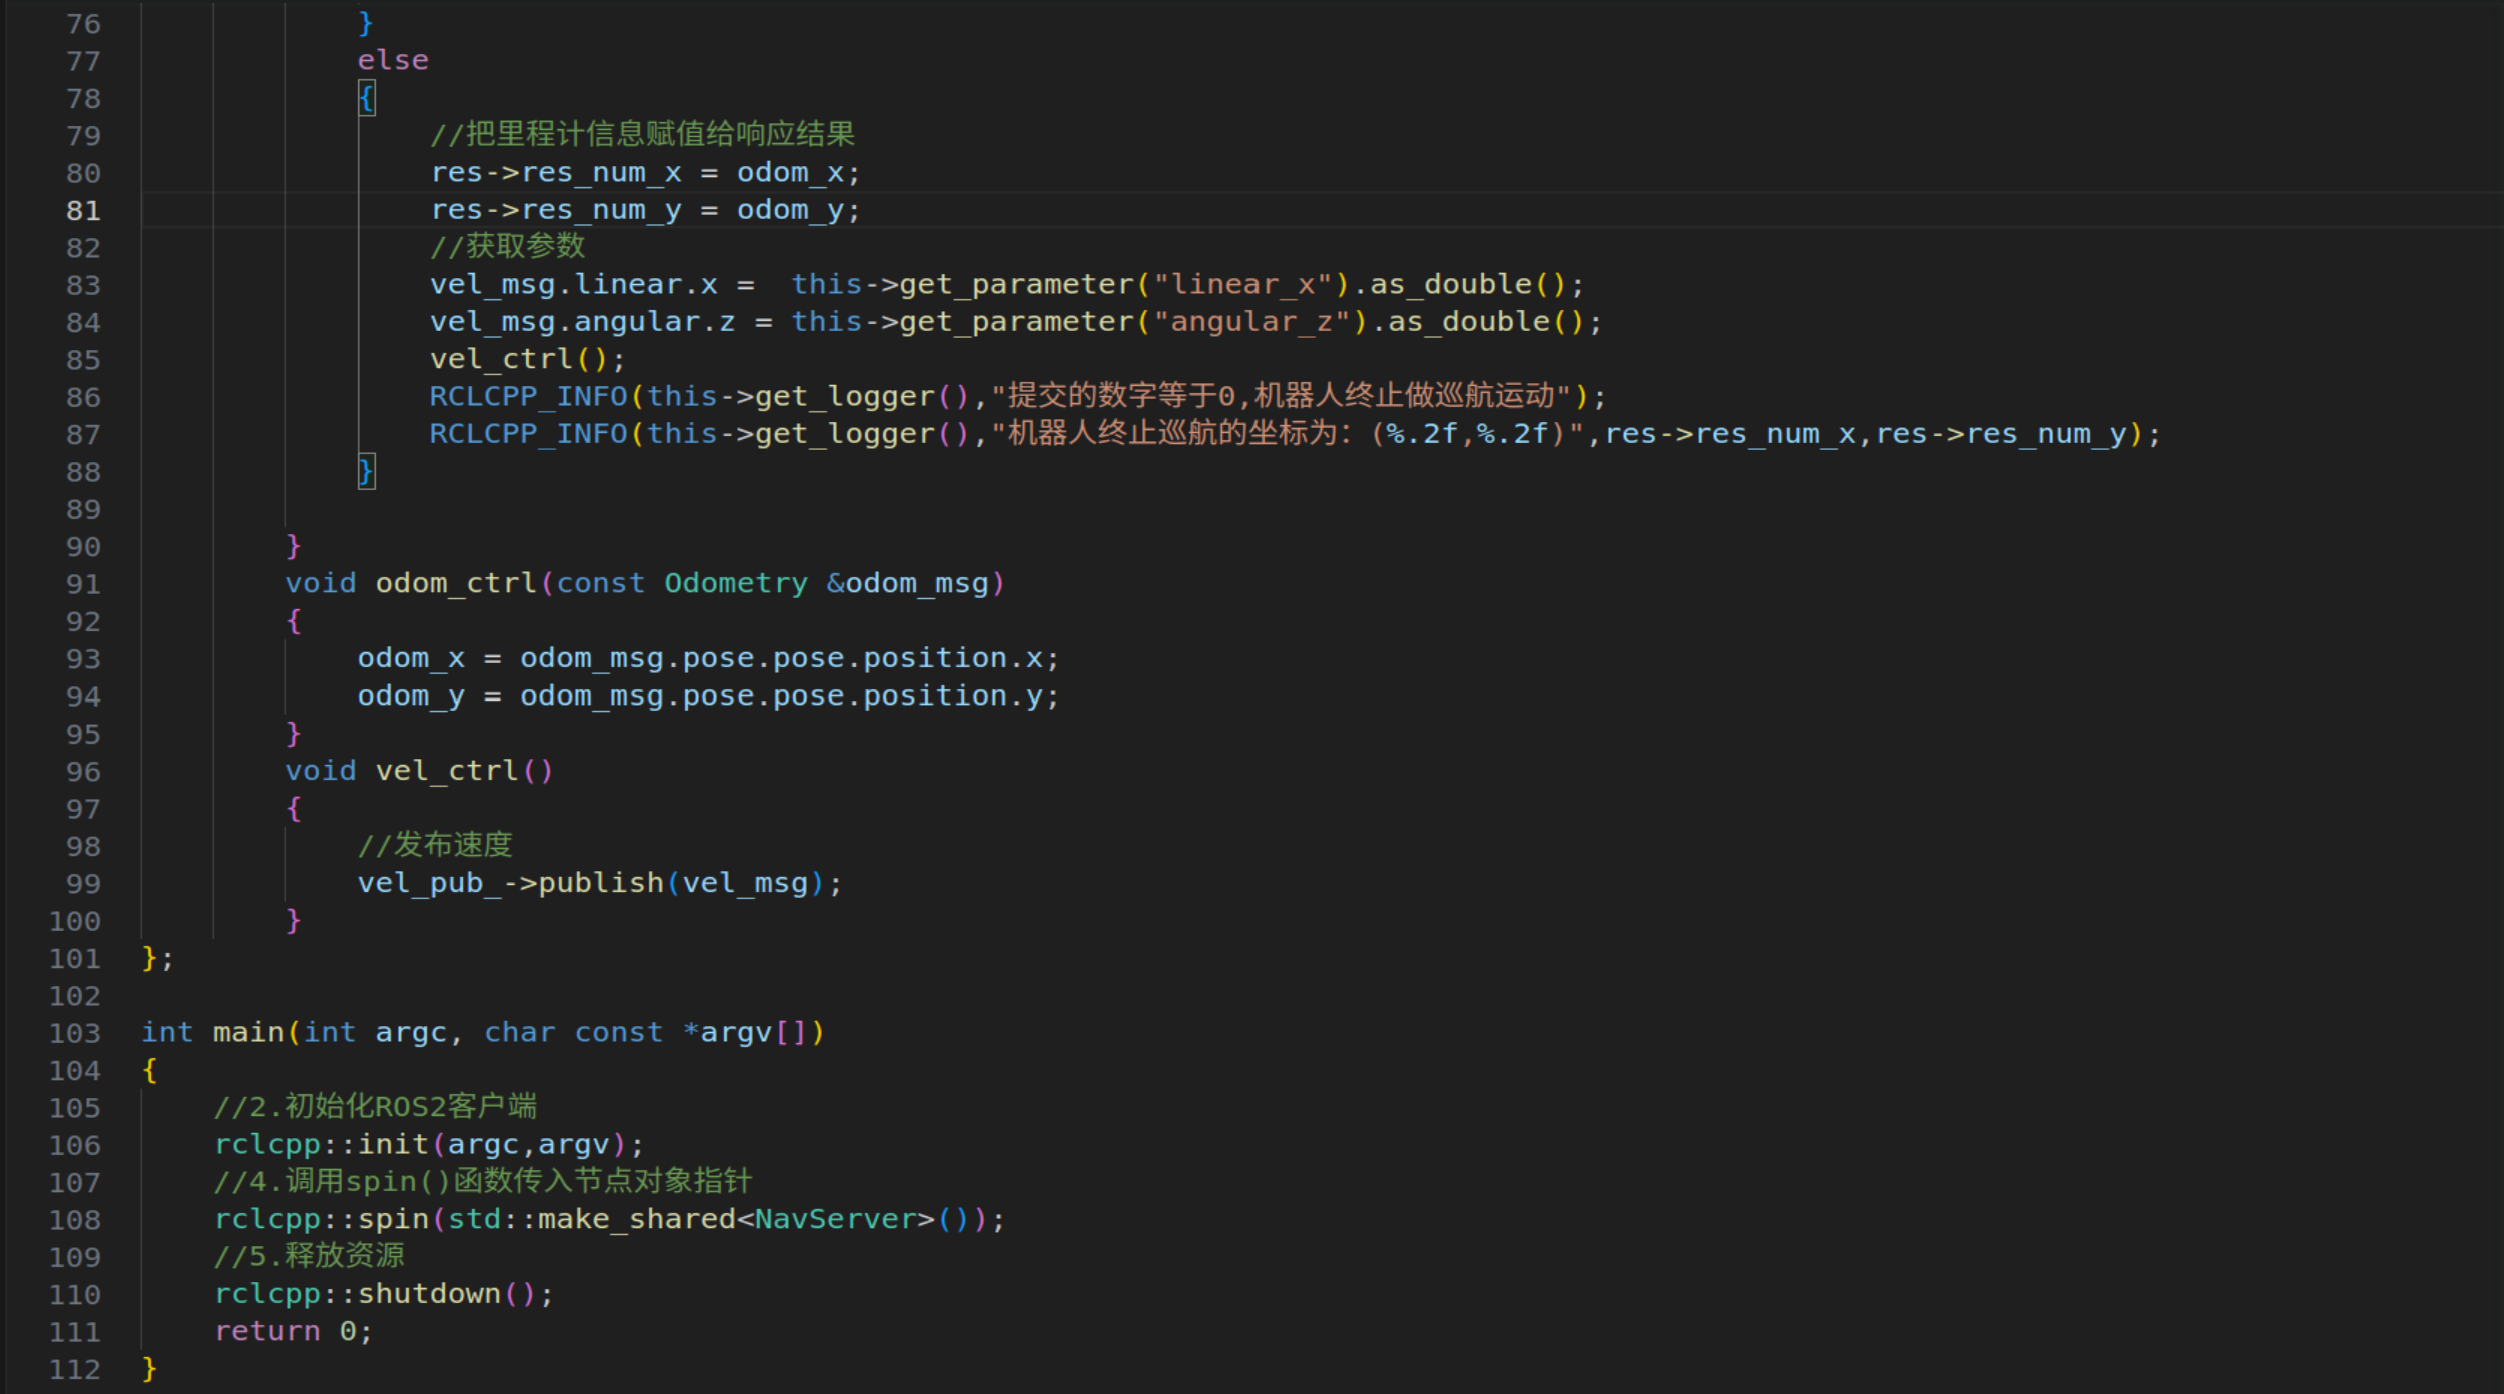 76            }
77            else
78            {
79                //把里程计信息赋值给响应结果
80                res->res_num_x = odom_x;
81                res->res_num_y = odom_y;
82                //获取参数
83                vel_msg.linear.x =  this->get_parameter("linear_x").as_double();
84                vel_msg.angular.z = this->get_parameter("angular_z").as_double();
85                vel_ctrl();
86                RCLCPP_INFO(this->get_logger(),"提交的数字等于0,机器人终止做巡航运动");
87                RCLCPP_INFO(this->get_logger(),"机器人终止巡航的坐标为：(%.2f,%.2f)",res->res_num_x,res->res_num_y);
88            }
89
90        }
91        void odom_ctrl(const Odometry &odom_msg)
92        {
93            odom_x = odom_msg.pose.pose.position.x;
94            odom_y = odom_msg.pose.pose.position.y;
95        }
96        void vel_ctrl()
97        {
98            //发布速度
99            vel_pub_->publish(vel_msg);
100        }
101 };
102
103 int main(int argc, char const *argv[])
104 {
105    //2.初始化ROS2客户端
106    rclcpp::init(argc,argv);
107    //4.调用spin()函数传入节点对象指针
108    rclcpp::spin(std::make_shared<NavServer>());
109    //5.释放资源
110    rclcpp::shutdown();
111    return 0;
112 }